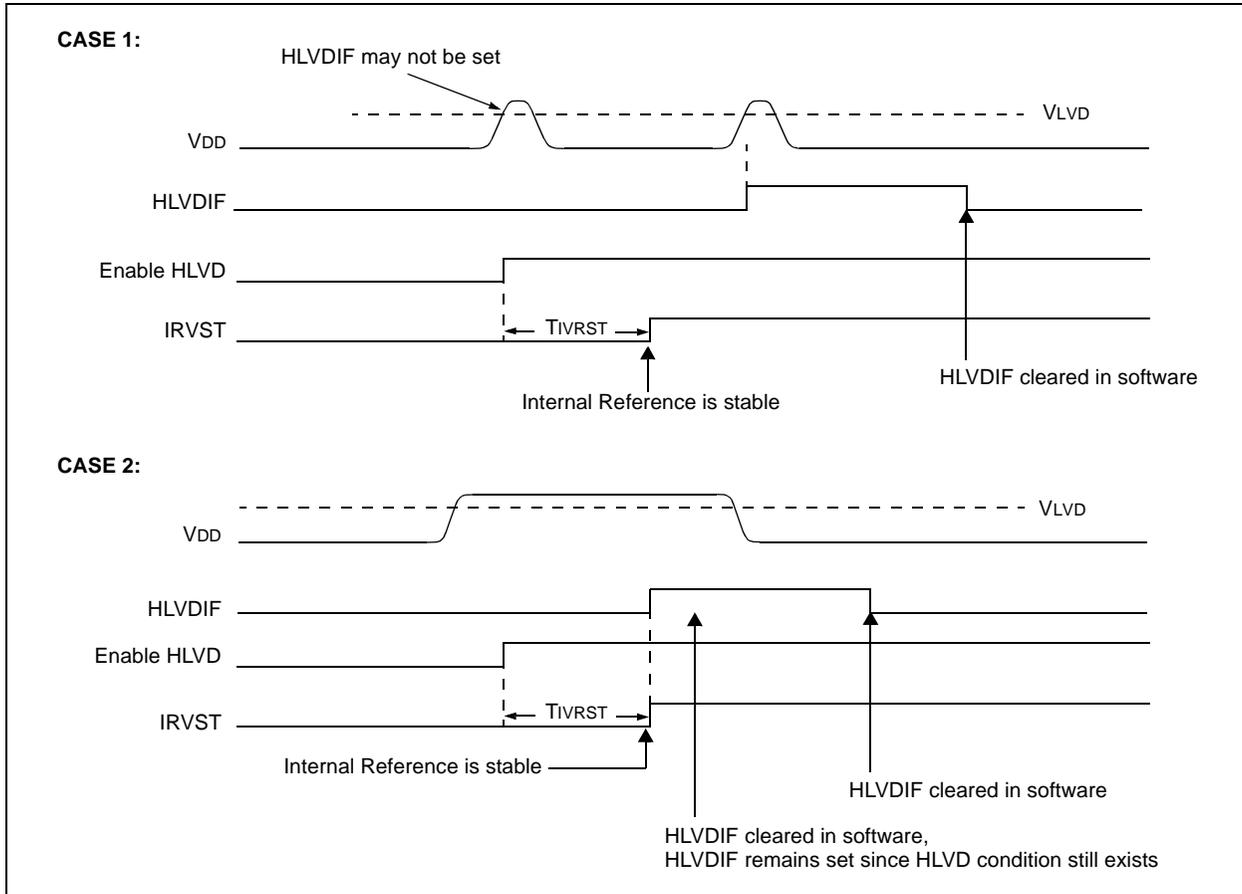 CASE 1:
HLVDIF may not be set
VLVD
VDD
HLVDIF
Enable HLVD
IRVST
TIVRST
HLVDIF cleared in software
Internal Reference is stable
CASE 2:
VLVD
VDD
HLVDIF
Enable HLVD
IRVST
TIVRST
Internal Reference is stable
HLVDIF cleared in software
HLVDIF cleared in software,
HLVDIF remains set since HLVD condition still exists